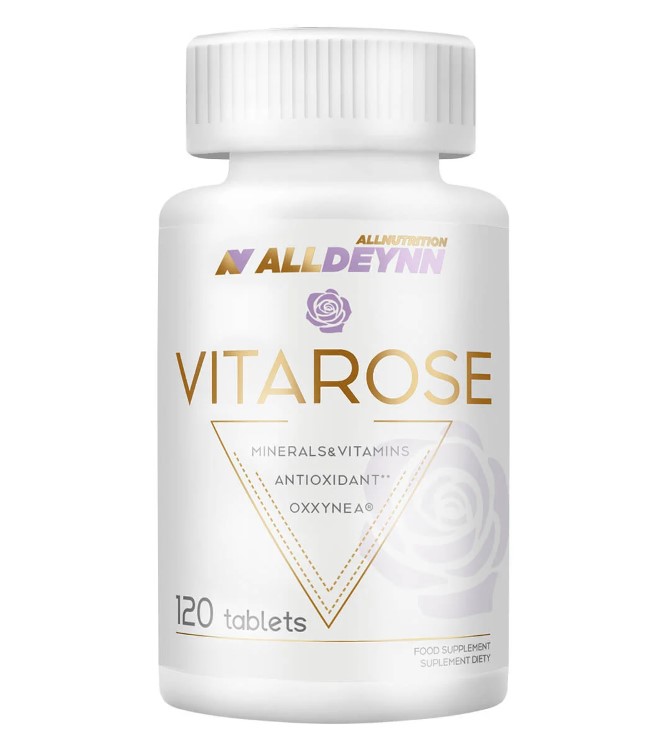 ALLNUTRITION
ALLDEYNN
VITAROSE
MINERALS&VITAMINS
ANTIOXIDANT**
OXXYNEA®
120 tablets
FOOD SUPPLEMENT
SUPLEMENT DIETY